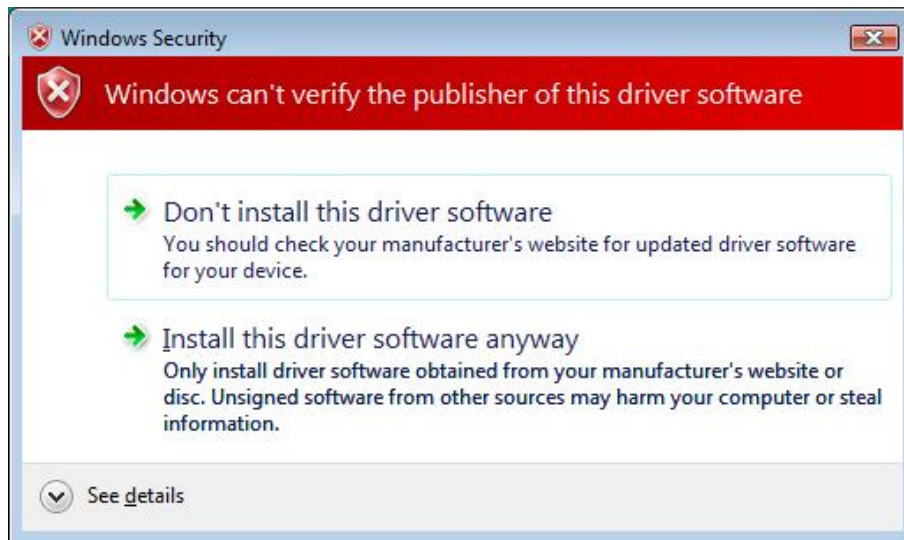 Windows Security
Windows can't verify the publisher of this driver software
Don't install this driver software
You should check your manufacturer's website for updated driver software
for your device.
Install this driver software anyway
Only install driver software obtained from your manufacturer's website or
disc. Unsigned software from other sources may harm your computer or steal
information.
See details